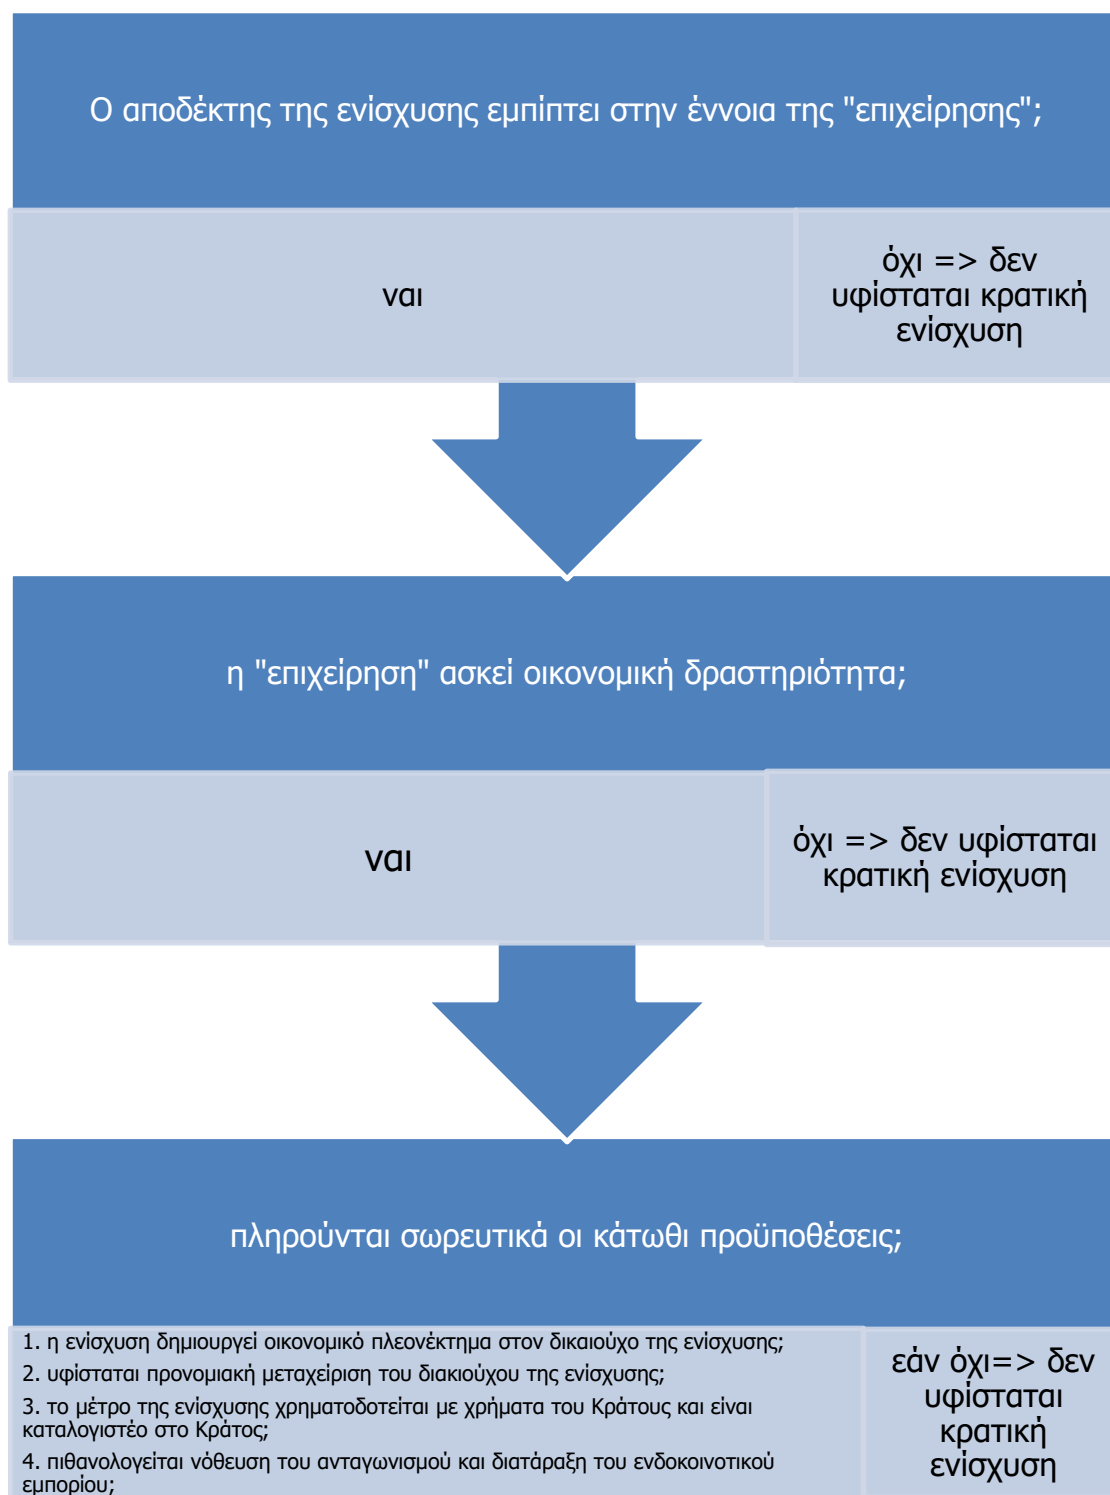 Ο αποδέκτης της ενίσχυσης εμπίπτει στην έννοια της "επιχείρησης";
ναι
όχι => δεν
υφίσταται κρατική
ενίσχυση
η "επιχείρηση" ασκεί οικονομική δραστηριότητα;
ναι
όχι => δεν υφίσταται
κρατική ενίσχυση
πληρούνται σωρευτικά οι κάτωθι προϋποθέσεις;
1. η ενίσχυση δημιουργεί οικονομικό πλεονέκτημα στον δικαιούχο της ενίσχυσης;
2. υφίσταται προνομιακή μεταχείριση του διακιούχου της ενίσχυσης;
3. το μέτρο της ενίσχυσης χρηματοδοτείται με χρήματα του Κράτους και είναι
καταλογιστέο στο Κράτος;
4. πιθανολογείται νόθευση του ανταγωνισμού και διατάραξη του ενδοκοινοτικού
εμπορίου;
εάν όχι=> δεν
υφίσταται
κρατική
ενίσχυση